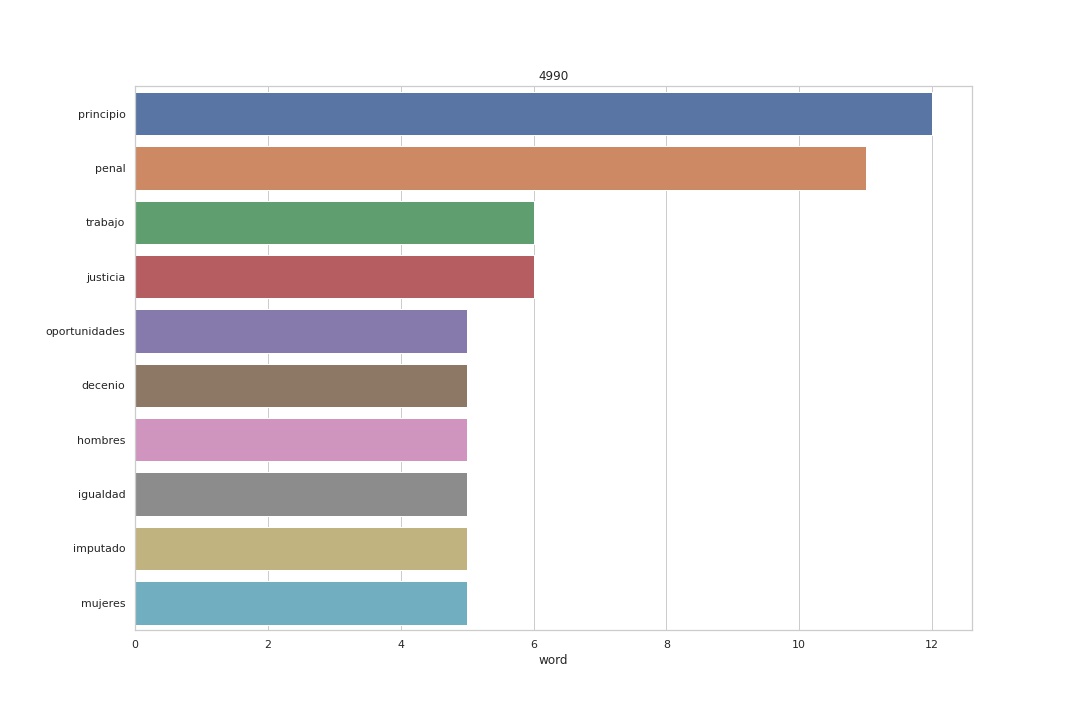 4990
principio
penal
trabajo
justicia
oportunidades
decenio
hombres
igualdad
imputado
mujeres
0 2 4 6 8 10 12
word